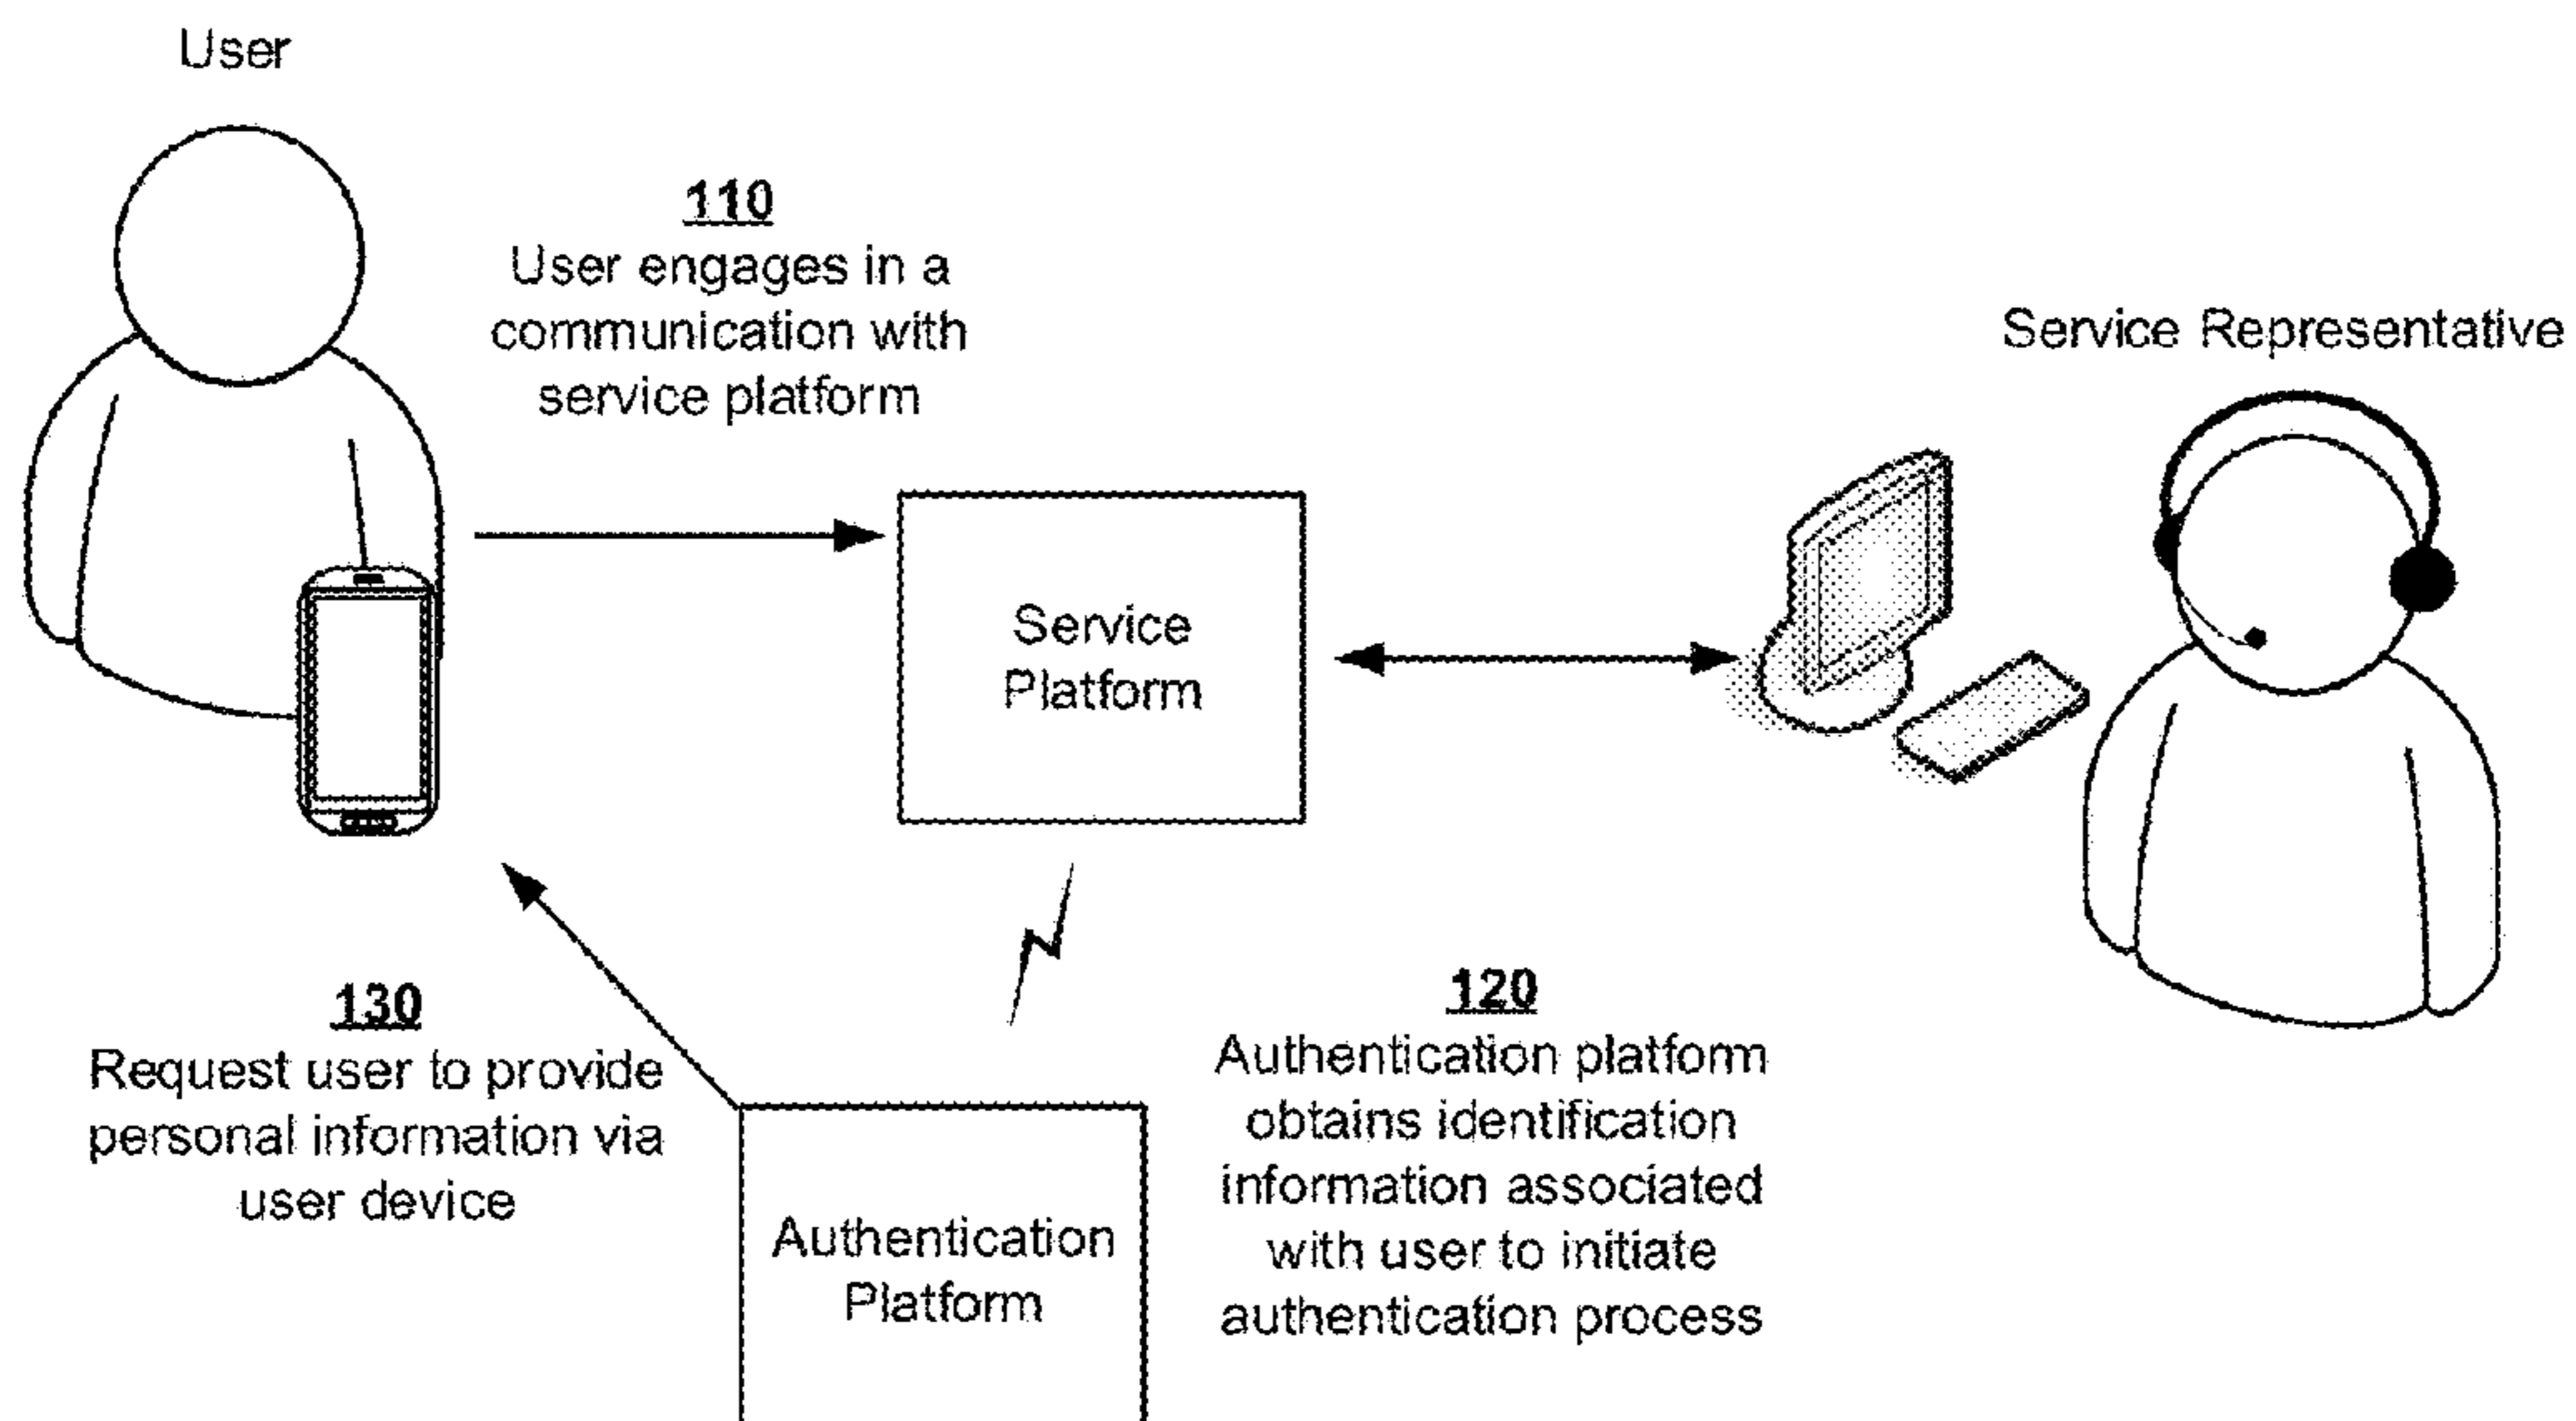 User
110
User engages in a
communication with
service platform
Service Representative
Service
Platform
130
Request user to provide
personal information via
user device
120
Authentication platform
obtains identification
information associated
with user to initiate
authentication process
Authentication
Platform